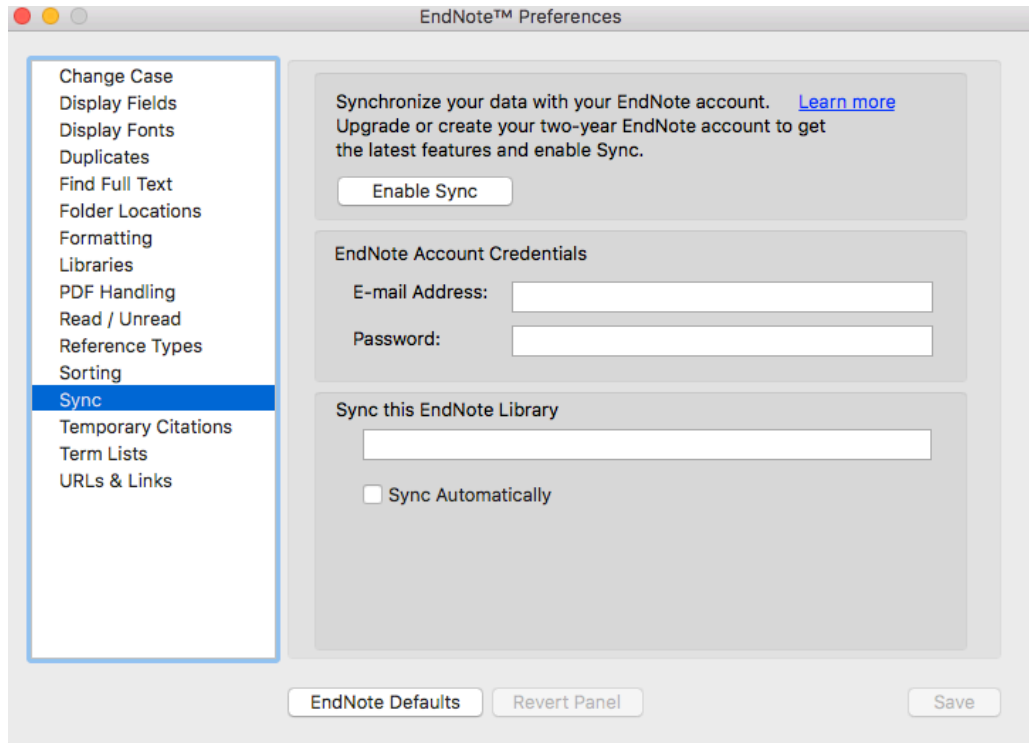 EndNote™ Preferences
Change Case
Display Fields
Display Fonts
Duplicates
Find Full Text
Folder Locations
Formatting
Libraries
PDF Handling
Read / Unread
Reference Types
Sorting
Sync
Temporary Citations
Term Lists
URLs & Links
Synchronize your data with your EndNote account. Learn more
Upgrade or create your two-year EndNote account to get
the latest features and enable Sync.
Enable Sync
EndNote Account Credentials
E-mail Address:
Password:
Sync this EndNote Library
Sync Automatically
EndNote Defaults Revert Panel Save